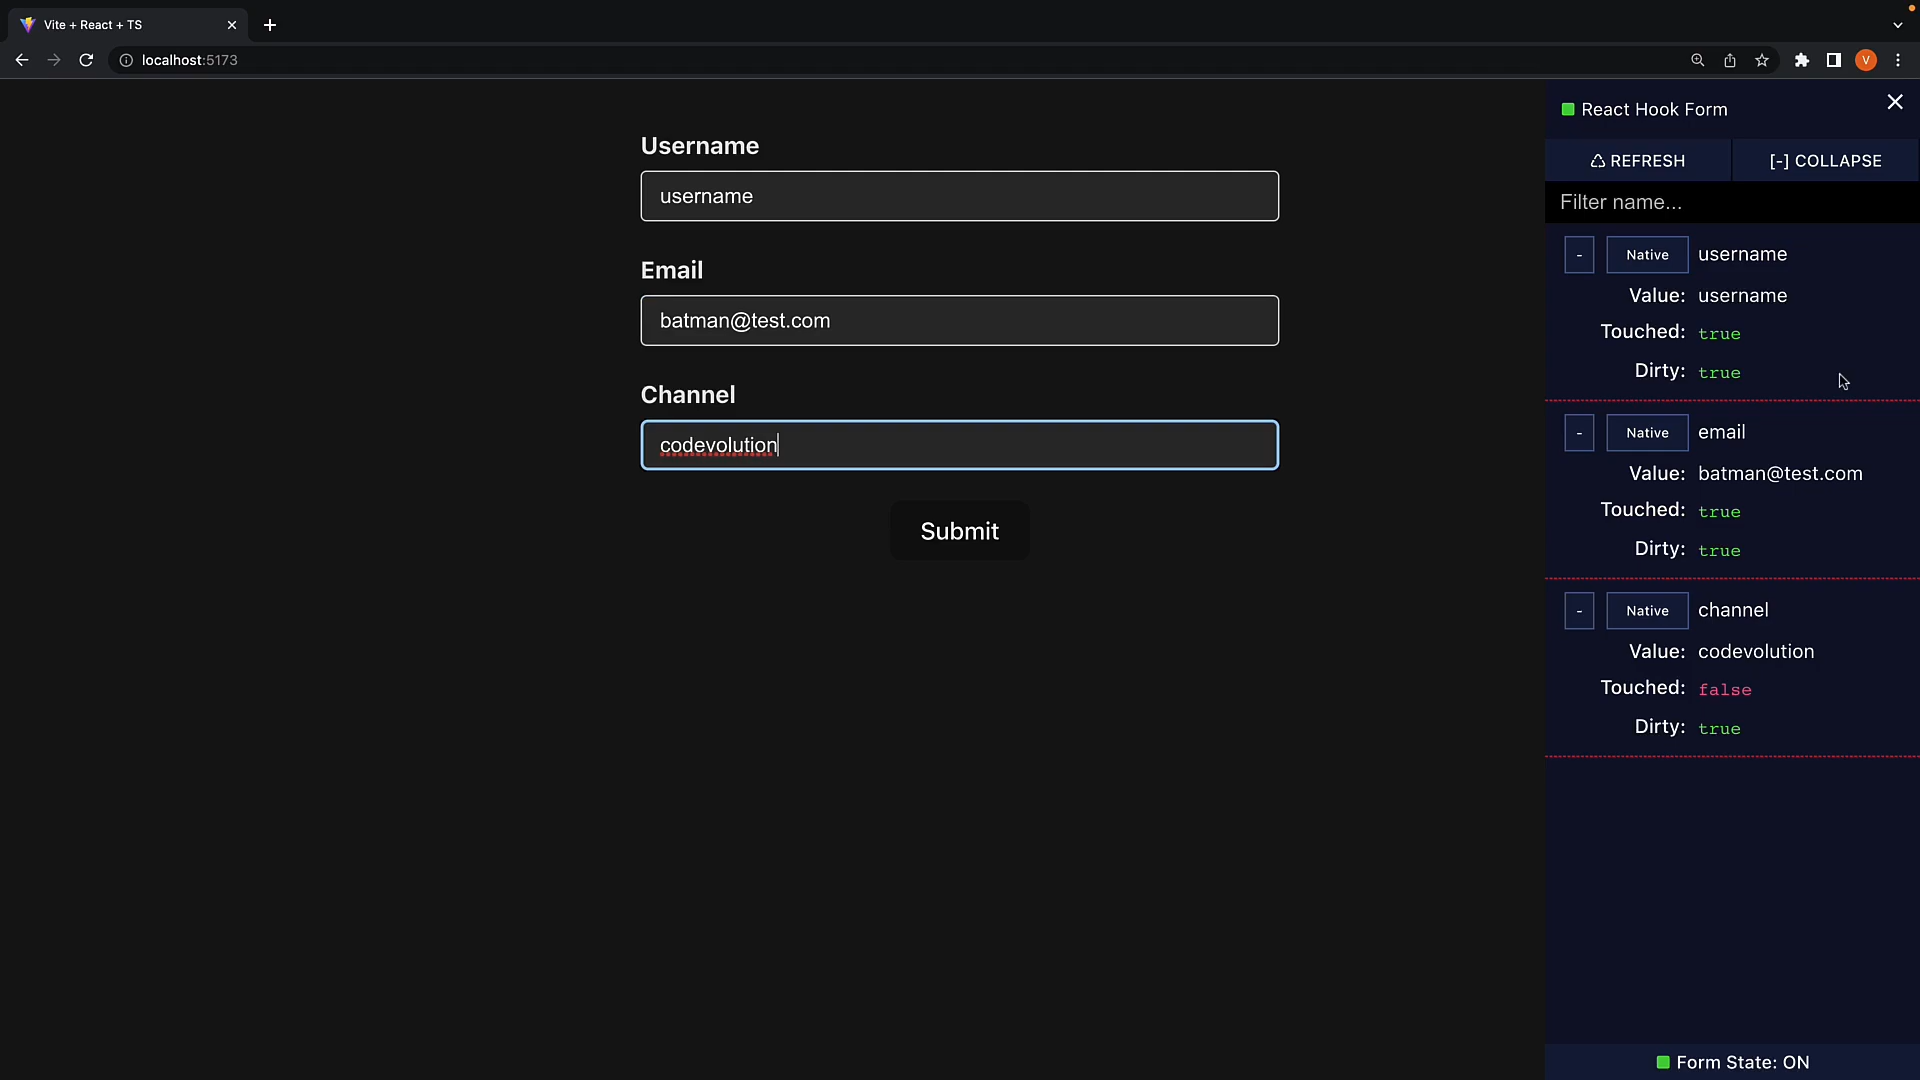 Vite + React + TS
localhost:5173
V
Username
username
Email
batman@test.com
Channel
codevolution
Submit
React Hook Form
REFRESH
[-] COLLAPSE
Filter name...
- Native username
Value: username
Touched: true
Dirty: true
- Native email
Value: batman@test.com
Touched: true
Dirty: true
- Native channel
Value: codevolution
Touched: false
Dirty: true
Form State: ON